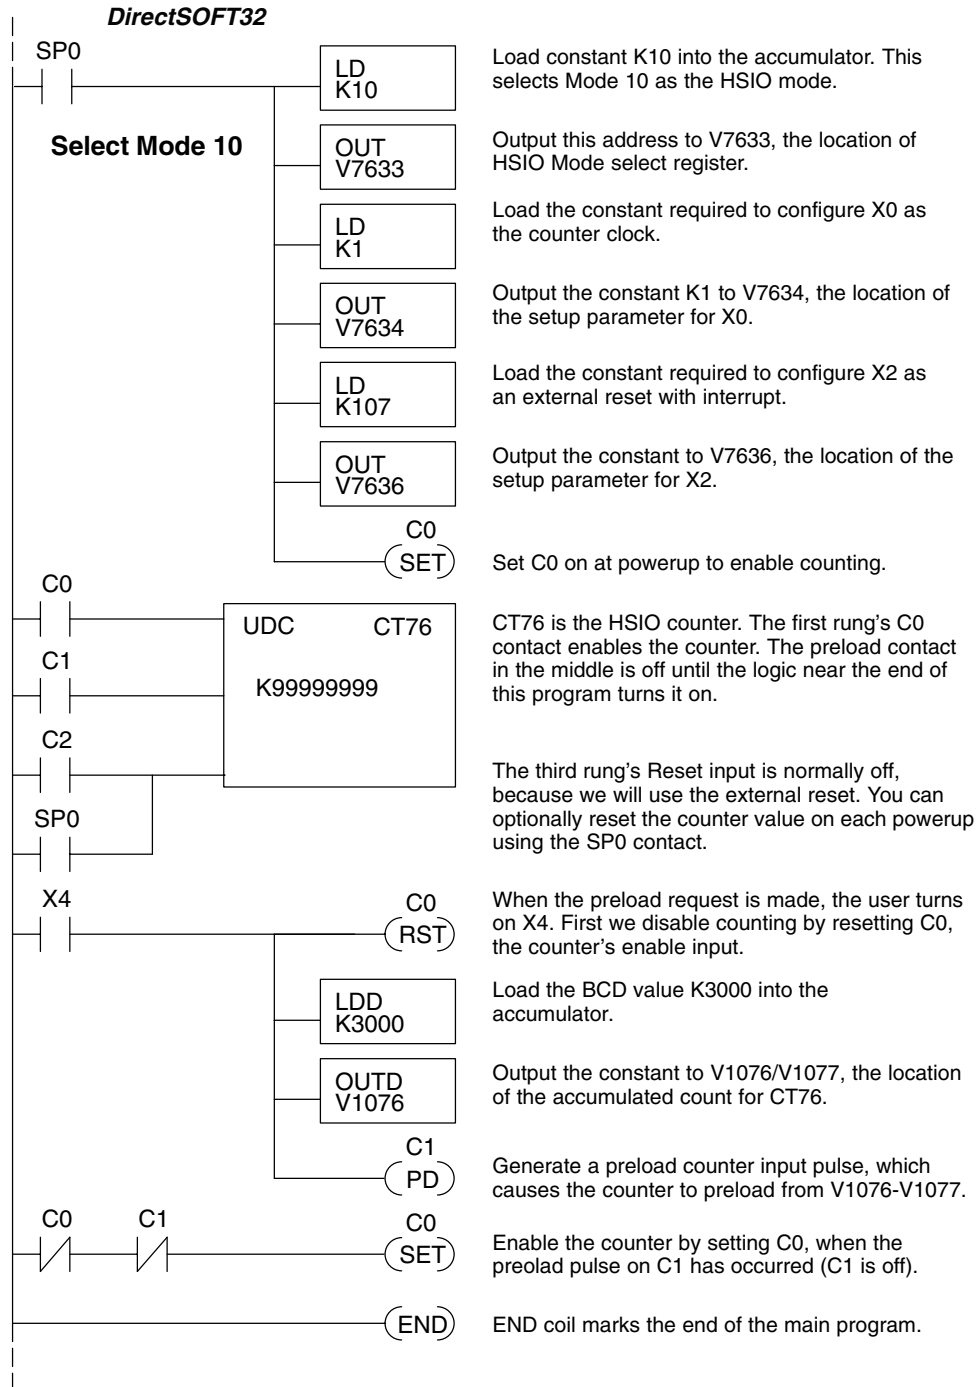 DirectSOFT32
SP0
LD
K10
Load constant K10 into the accumulator. This
selects Mode 10 as the HSIO mode.
Select Mode 10
OUT
V7633
Output this address to V7633, the location of
HSIO Mode select register.
LD
K1
Load the constant required to configure X0 as
the counter clock.
OUT
V7634
Output the constant K1 to V7634, the location of
the setup parameter for X0.
LD
K107
Load the constant required to configure X2 as
an external reset with interrupt.
OUT
V7636
Output the constant to V7636, the location of the
setup parameter for X2.
C0
SET
Set C0 on at powerup to enable counting.
C0
C1
UDC CT76
K99999999
CT76 is the HSIO counter. The first rung's C0
contact enables the counter. The preload contact
in the middle is off until the logic near the end of
this program turns it on.
C2
SP0
The third rung's Reset input is normally off,
because we will use the external reset. You can
optionally reset the counter value on each powerup
using the SP0 contact.
X4
C0
RST
When the preload request is made, the user turns
on X4. First we disable counting by resetting C0,
the counter's enable input.
LDD
K3000
Load the BCD value K3000 into the
accumulator.
OUTD
V1076
Output the constant to V1076/V1077, the location
of the accumulated count for CT76.
C1
PD
Generate a preload counter input pulse, which
causes the counter to preload from V1076-V1077.
C0 C1 C0
SET
Enable the counter by setting C0, when the
preolad pulse on C1 has occurred (C1 is off).
END
END coil marks the end of the main program.